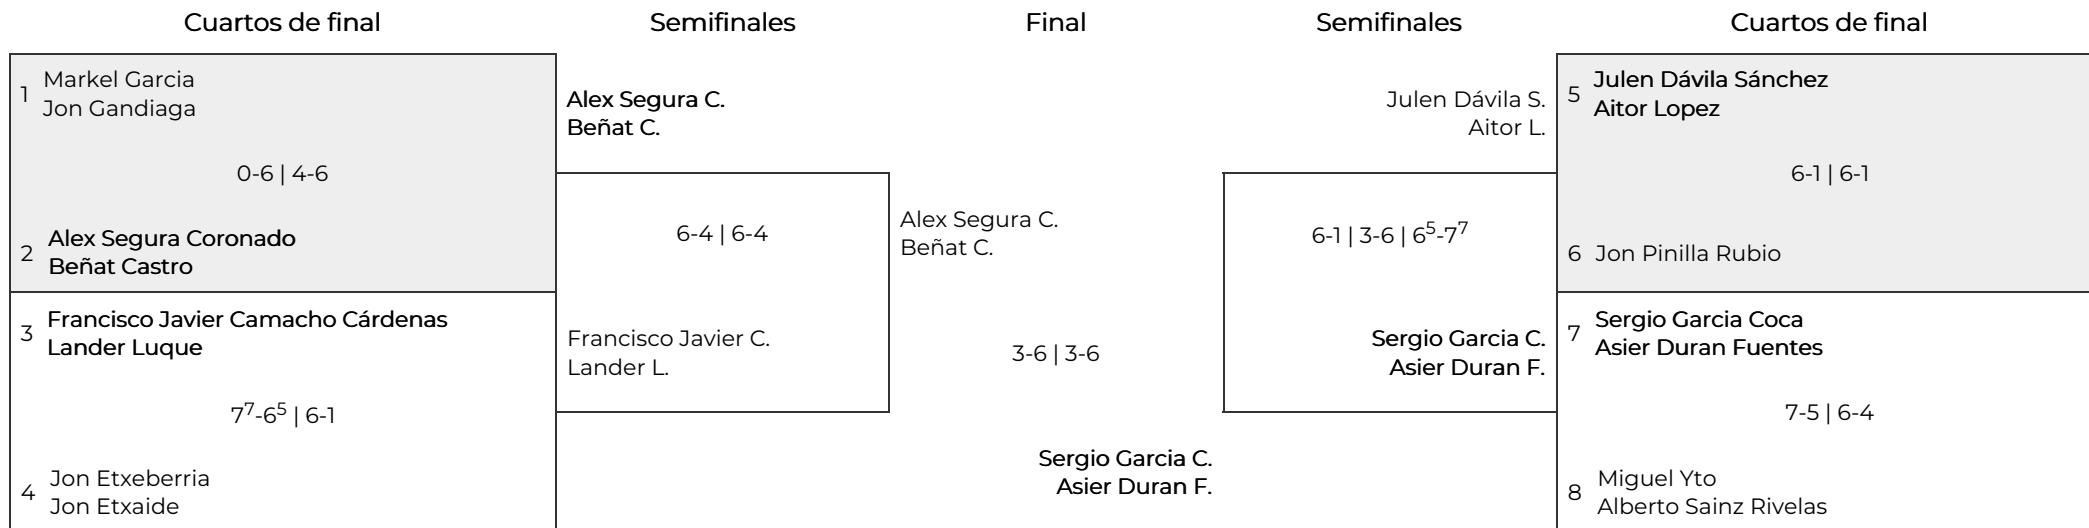 Cuartos de final
Semifinales
Final
Semifinales
Cuartos de final
1
Markel Garcia
Jon Gandiaga
0-6 | 4-6
2
Alex Segura Coronado
Beñat Castro
3
Francisco Javier Camacho Cárdenas
Lander Luque
7⁷-6⁵ | 6-1
4
Jon Etxeberria
Jon Etxaide
Alex Segura C.
Beñat C.
6-4 | 6-4
Francisco Javier C.
Lander L.
Alex Segura C.
Beñat C.
3-6 | 3-6
Sergio Garcia C.
Asier Duran F.
Julen Dávila S.
Aitor L.
6-1 | 3-6 | 6⁵-7⁷
Sergio Garcia C.
Asier Duran F.
5
Julen Dávila Sánchez
Aitor Lopez
6-1 | 6-1
6
Jon Pinilla Rubio
7
Sergio Garcia Coca
Asier Duran Fuentes
7-5 | 6-4
8
Miguel Yto
Alberto Sainz Rivelas